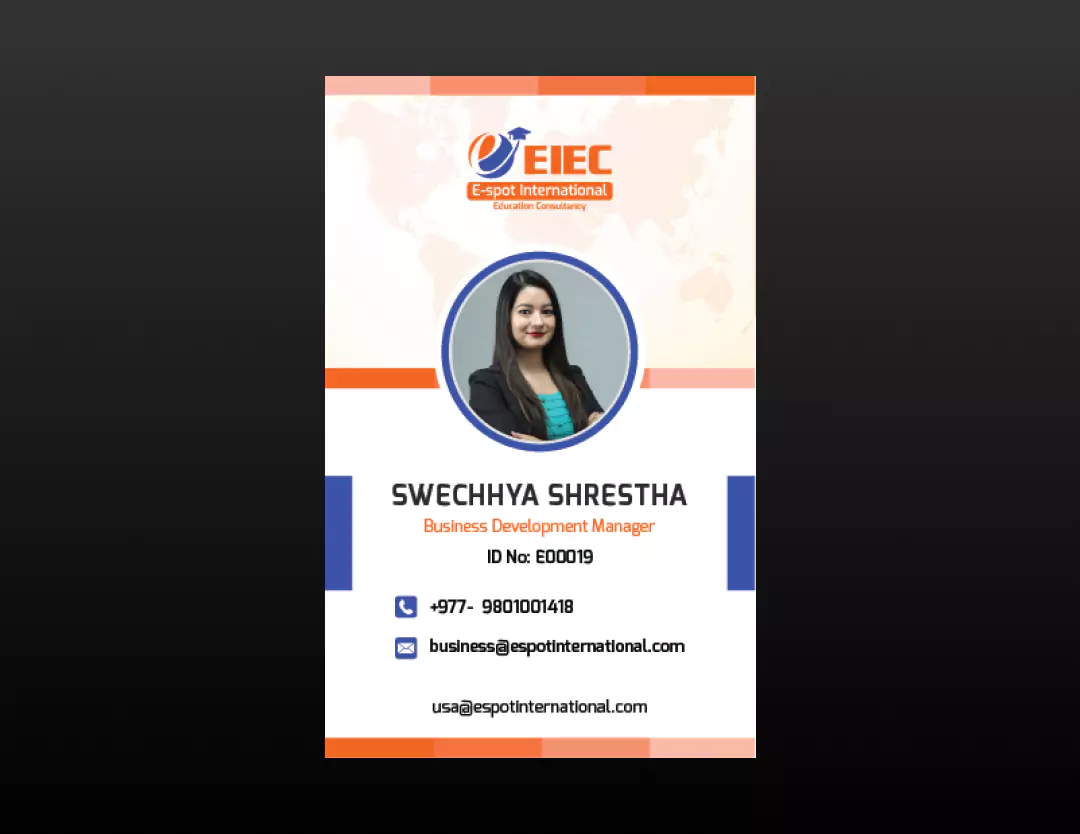 EIEC
E-spot International
Education Consultancy
SWECHHYA SHRESTHA
Business Development Manager
ID No: E00019
+977- 9801001418
business@espotinternational.com
usa@espotinternational.com